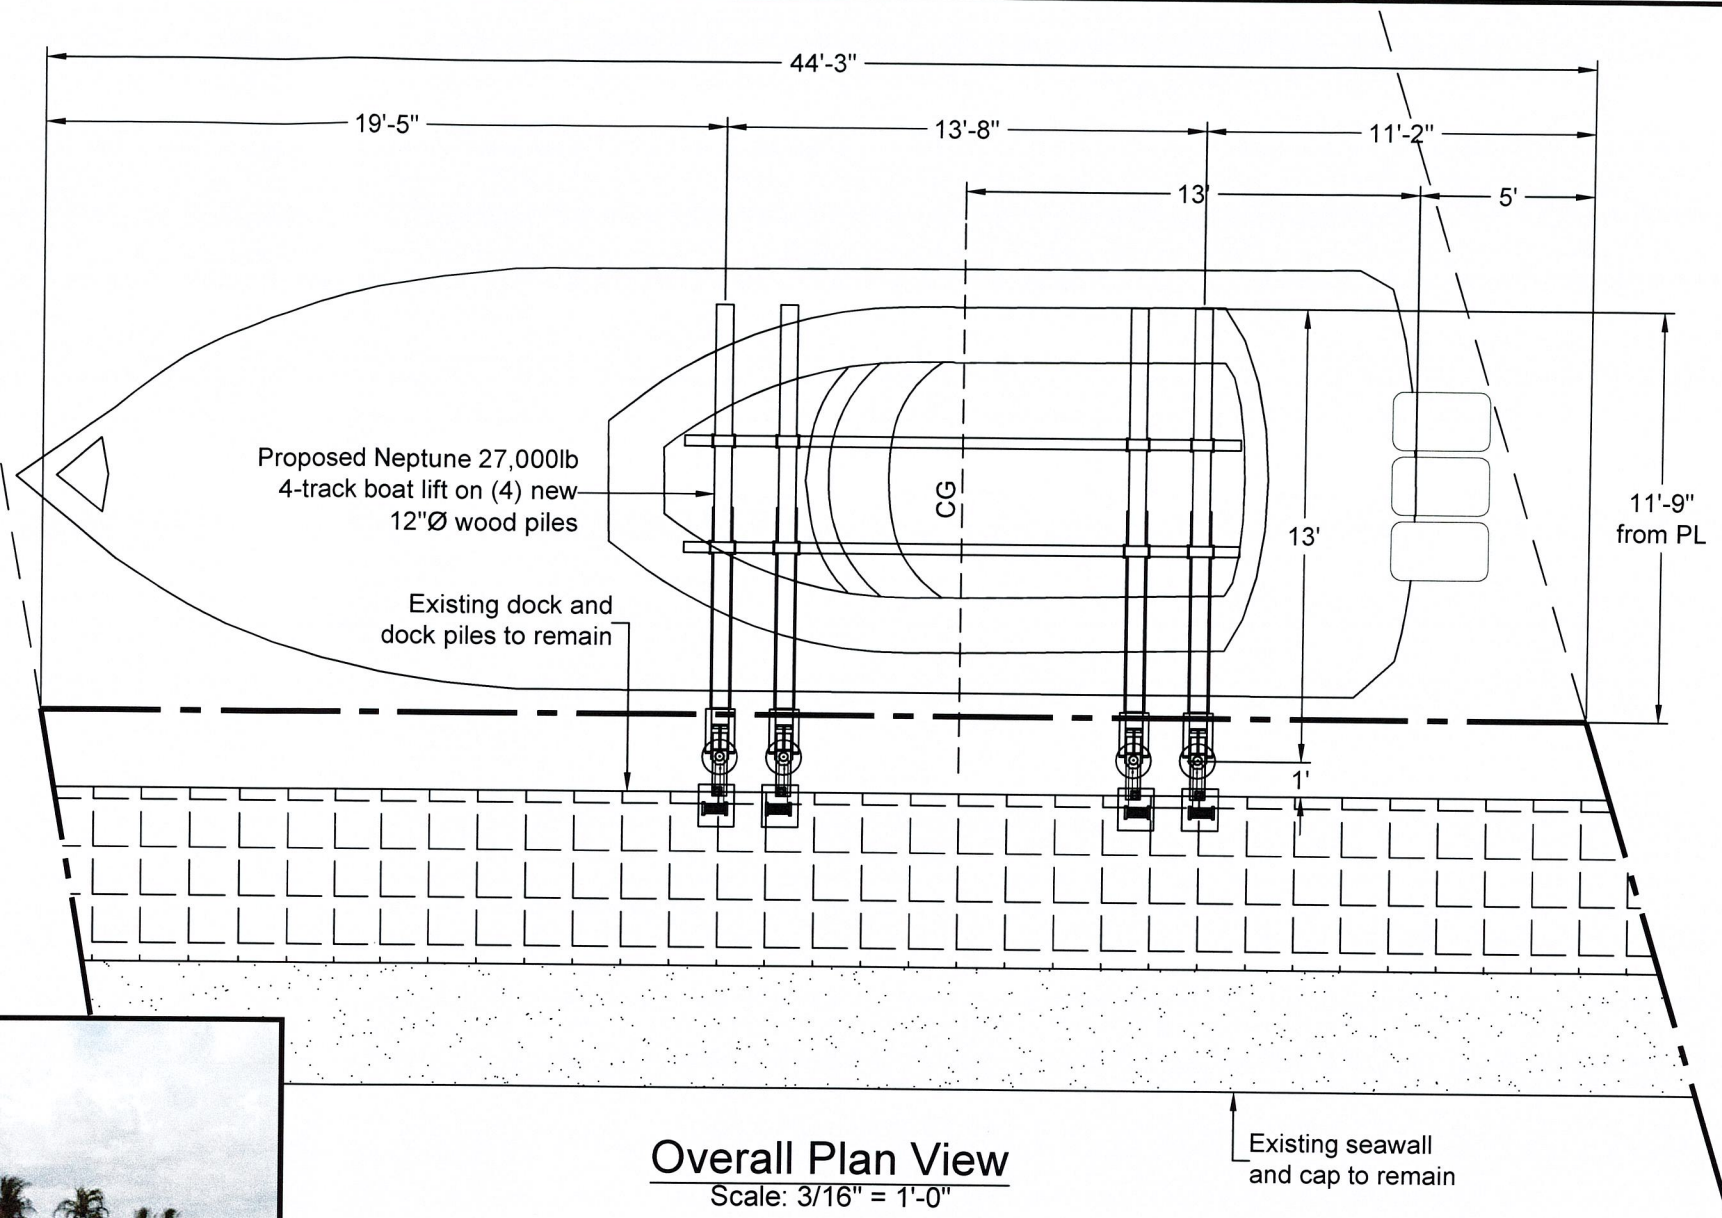 44'-3"
19'-5"
13'-8"
11'-2"
13'
5'
Proposed Neptune 27,000lb
4-track boat lift on (4) new
12"Ø wood piles
CG
13'
11'-9"
from PL
Existing dock and
dock piles to remain
1'
Existing seawall
and cap to remain
Overall Plan View
Scale: 3/16" = 1'-0"